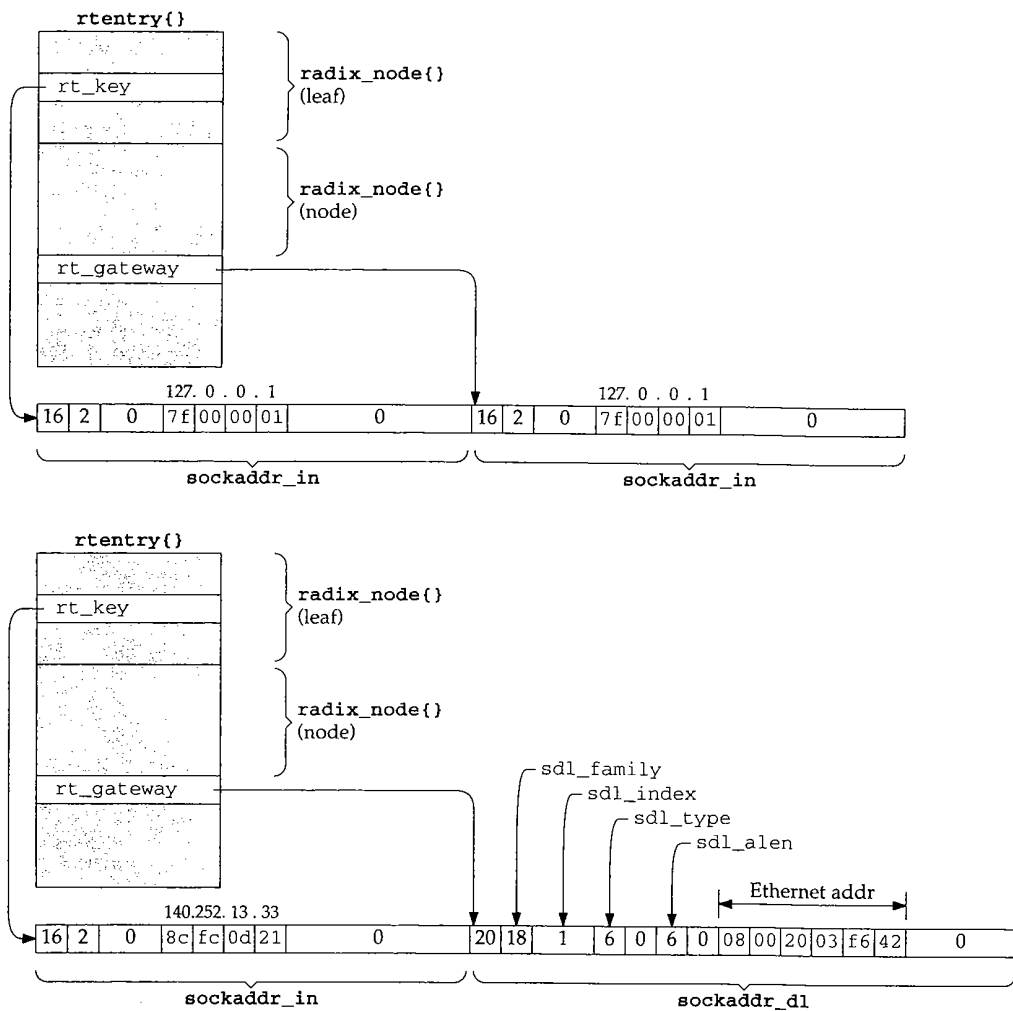 rtentry{}
radix_node{}
(leaf)
rt_key
radix_node{}
(node)
rt_gateway
127. 0 . 0 . 1
127. 0 . 0 . 1
16 2 0 7f 00 00 01 0 16 2 0 7f 00 00 01 0
sockaddr_in
sockaddr_in
rtentry{}
radix_node{}
(leaf)
rt_key
radix_node{}
(node)
rt_gateway
sdl_family
sdl_index
sdl_type
sdl_alen
Ethernet addr
140.252. 13 . 33
16 2 0 8c fc 0d 21 0 20 18 1 6 0 6 0 08 00 20 03 f6 42 0
sockaddr_in
sockaddr_dl